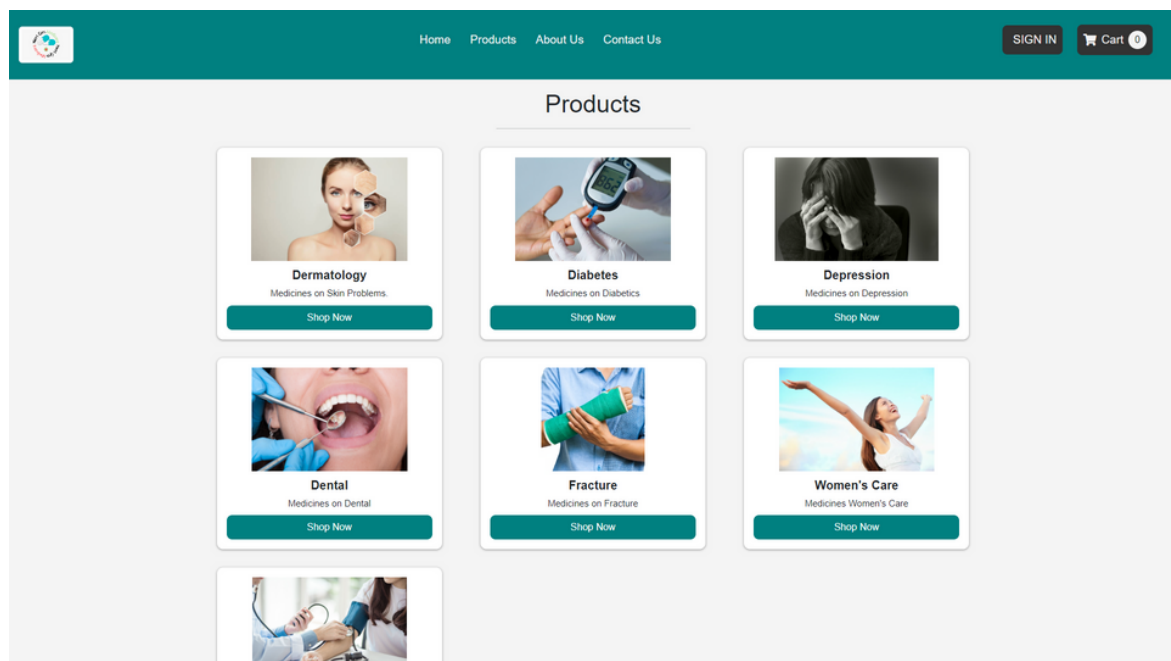 Home Products About Us Contact Us SIGN IN Cart 0
Products
Dermatology
Medicines on Skin Problems.
Shop Now
Diabetes
Medicines on Diabetics
Shop Now
Depression
Medicines on Depression
Shop Now
Dental
Medicines on Dental
Shop Now
Fracture
Medicines on Fracture
Shop Now
Women's Care
Medicines Women's Care
Shop Now